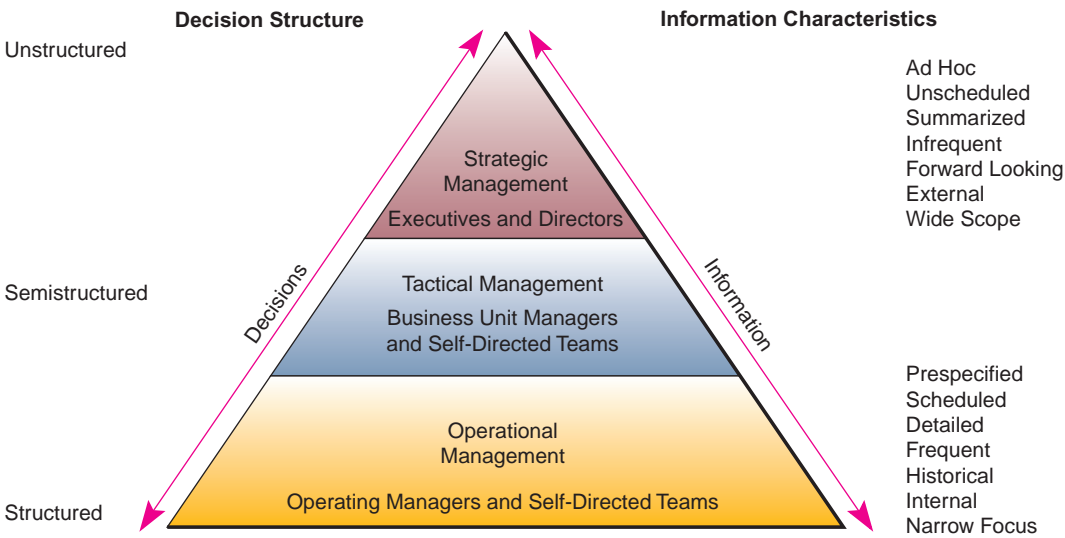 Decision Structure
Information Characteristics
Unstructured
Ad Hoc
Unscheduled
Summarized
Infrequent
Forward Looking
External
Wide Scope
Strategic
Management
Executives and Directors
Decisions
Information
Semistructured
Tactical Management
Business Unit Managers
and Self-Directed Teams
Prespecified
Scheduled
Detailed
Frequent
Historical
Internal
Narrow Focus
Operational
Management
Operating Managers and Self-Directed Teams
Structured